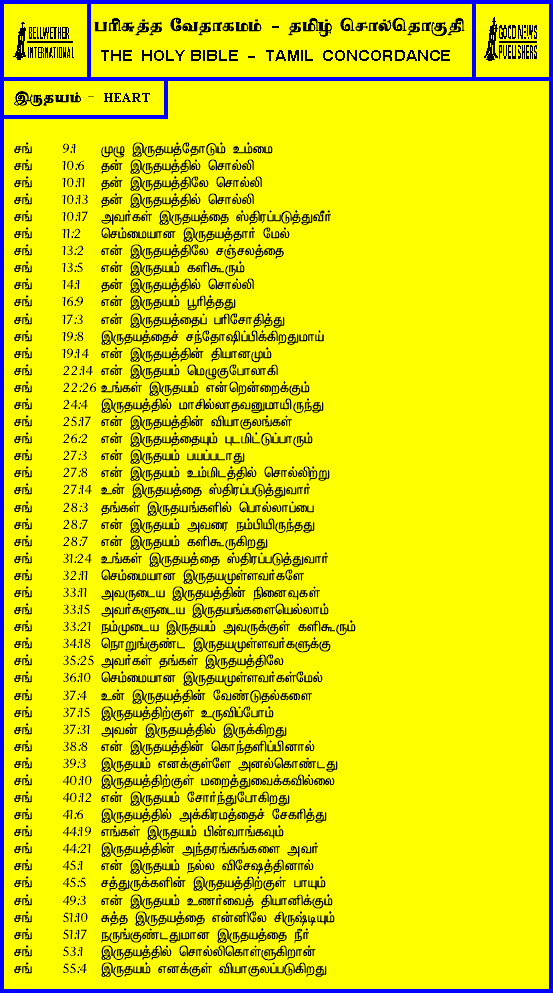 BELLWETHER
INTERNATIONAL
பரிசுத்த வேதாகமம் - தமிழ் சொல்தொகுதி
THE HOLY BIBLE - TAMIL CONCORDANCE
GOOD NEWS
PUBLISHERS
இருதயம் - HEART
சங் 9:1 முழு இருதயத்தோடும் உம்மை
சங் 10:6 தன் இருதயத்தில் சொல்லி
சங் 10:11 தன் இருதயத்திலே சொல்லி
சங் 10:13 தன் இருதயத்தில் சொல்லி
சங் 10:17 அவர்கள் இருதயத்தை ஸ்திரப்படுத்துவீர்
சங் 11:2 செம்மையான இருதயத்தார் மேல்
சங் 13:2 என் இருதயத்திலே சஞ்சலத்தை
சங் 13:5 என் இருதயம் களிகூரும்
சங் 14:1 தன் இருதயத்தில் சொல்லி
சங் 16:9 என் இருதயம் பூரித்தது
சங் 17:3 என் இருதயத்தைப் பரிசோதித்து
சங் 19:8 இருதயத்தைச் சந்தோஷிப்பிக்கிறதுமாய்
சங் 19:14 என் இருதயத்தின் தியானமும்
சங் 22:14 என் இருதயம் மெழுகுபோலாகி
சங் 22:26 உங்கள் இருதயம் என்றென்றைக்கும்
சங் 24:4 இருதயத்தில் மாசில்லாதவனுமாயிருந்து
சங் 25:17 என் இருதயத்தின் வியாகுலங்கள்
சங் 26:2 என் இருதயத்தையும் புடமிட்டுப்பாரும்
சங் 27:3 என் இருதயம் பயப்படாது
சங் 27:8 என் இருதயம் உம்மிடத்தில் சொல்லிற்று
சங் 27:14 உன் இருதயத்தை ஸ்திரப்படுத்துவார்
சங் 28:3 தங்கள் இருதயங்களில் பொல்லாப்பை
சங் 28:7 என் இருதயம் அவரை நம்பியிருந்தது
சங் 28:7 என் இருதயம் களிகூருகிறது
சங் 31:24 உங்கள் இருதயத்தை ஸ்திரப்படுத்துவார்
சங் 32:11 செம்மையான இருதயமுள்ளவர்களே
சங் 33:11 அவருடைய இருதயத்தின் நினைவுகள்
சங் 33:15 அவர்களுடைய இருதயங்களையெல்லாம்
சங் 33:21 நம்முடைய இருதயம் அவருக்குள் களிகூரும்
சங் 34:18 நொறுங்குண்ட இருதயமுள்ளவர்களுக்கு
சங் 35:25 அவர்கள் தங்கள் இருதயத்திலே
சங் 36:10 செம்மையான இருதயமுள்ளவர்கள்மேல்
சங் 37:4 உன் இருதயத்தின் வேண்டுதல்களை
சங் 37:15 இருதயத்திற்குள் உருவிப்போம்
சங் 37:31 அவன் இருதயத்தில் இருக்கிறது
சங் 38:8 என் இருதயத்தின் கொந்தளிப்பினால்
சங் 39:3 இருதயம் எனக்குள்ளே அனல்கொண்டது
சங் 40:10 இருதயத்திற்குள் மறைத்துவைக்கவில்லை
சங் 40:12 என் இருதயம் சோர்ந்துபோகிறது
சங் 41:6 இருதயத்தில் அக்கிரமத்தைச் சேகரித்து
சங் 44:19 எங்கள் இருதயம் பின்வாங்கவும்
சங் 44:21 இருதயத்தின் அந்தரங்கங்களை அவர்
சங் 45:1 என் இருதயம் நல்ல விசேஷத்தினால்
சங் 45:5 சத்துருக்களின் இருதயத்திற்குள் பாயும்
சங் 49:3 என் இருதயம் உணர்வைத் தியானிக்கும்
சங் 51:10 சுத்த இருதயத்தை என்னிலே சிருஷ்டியும்
சங் 51:17 நருங்குண்டதுமான இருதயத்தை நீர்
சங் 53:1 இருதயத்தில் சொல்லிகொள்ளுகிறான்
சங் 55:4 இருதயம் எனக்குள் வியாகுலப்படுகிறது